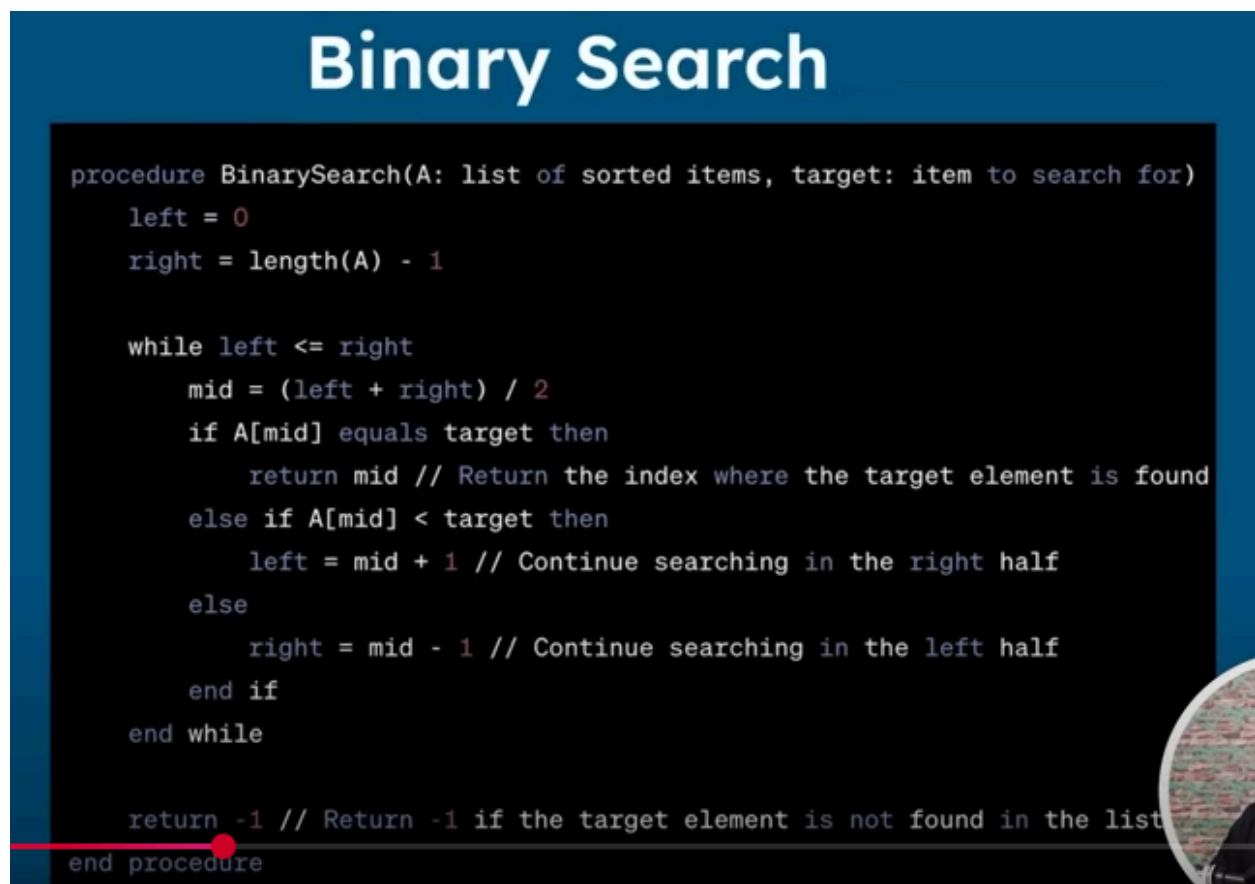 Binary Search
procedure BinarySearch(A: list of sorted items, target: item to search for)
left = 0
right = length(A) - 1
while left <= right
mid = (left + right) / 2
if A[mid] equals target then
return mid // Return the index where the target element is found
else if A[mid] < target then
left = mid + 1 // Continue searching in the right half
else
right = mid - 1 // Continue searching in the left half
end if
end while
return -1 // Return -1 if the target element is not found in the list
end procedure